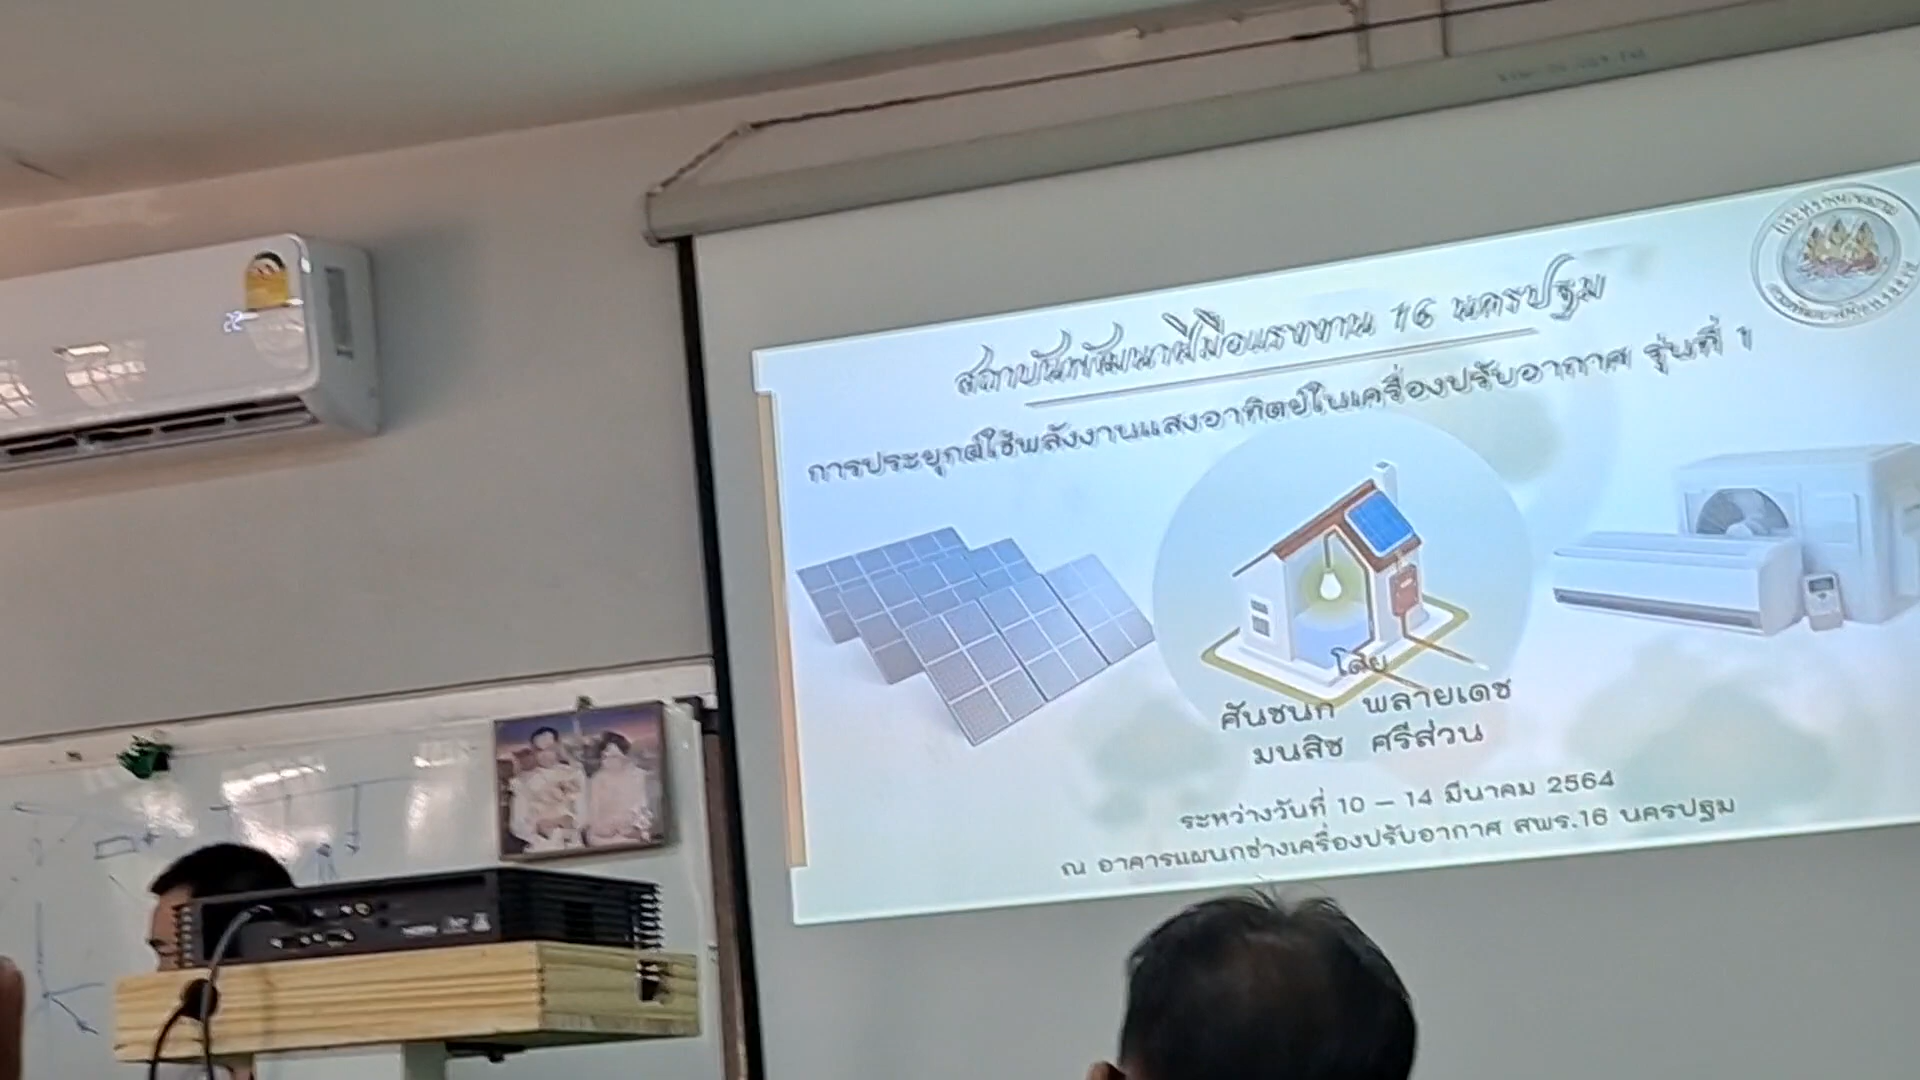 สถาบันพัฒนาฝีมือแรงงาน 16 นครปฐม
การประยุกต์ใช้พลังงานแสงอาทิตย์ในเครื่องปรับอากาศ รุ่นที่ 1
โดย
ศันชนก พลายเดช
มนสิช ศรีส่วน
ระหว่างวันที่ 10 – 14 มีนาคม 2564
ณ อาคารแผนกช่างเครื่องปรับอากาศ สพร.16 นครปฐม
22